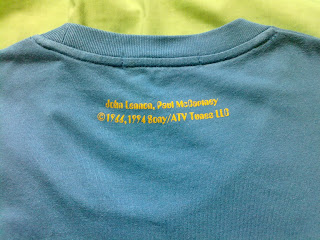 John Lennon, Paul McCartney
©1966,1994 Sony/ATV Tunes LLC